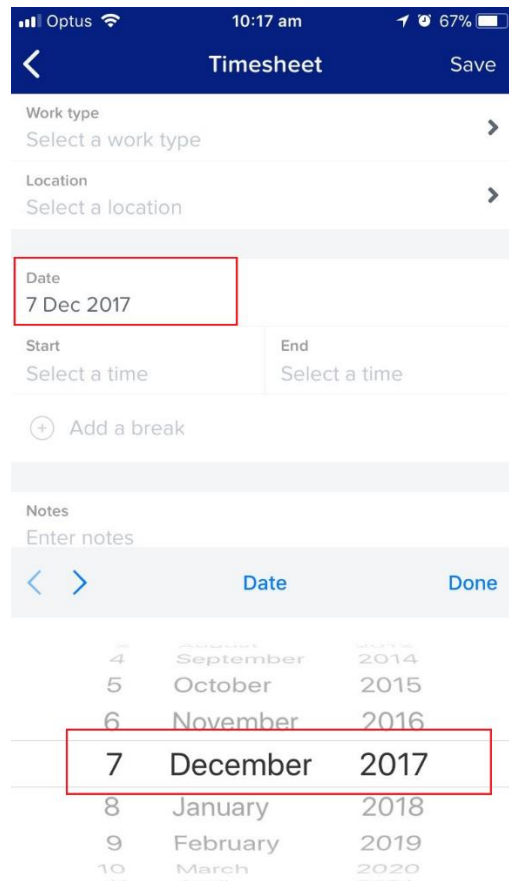 Optus 10:17 am 67%
Timesheet Save
Work type
Select a work type
Location
Select a location
Date
7 Dec 2017
Start End
Select a time Select a time
Add a break
Notes
Enter notes
Date Done
4 September 2014
5 October 2015
6 November 2016
7 December 2017
8 January 2018
9 February 2019
10 March 2020